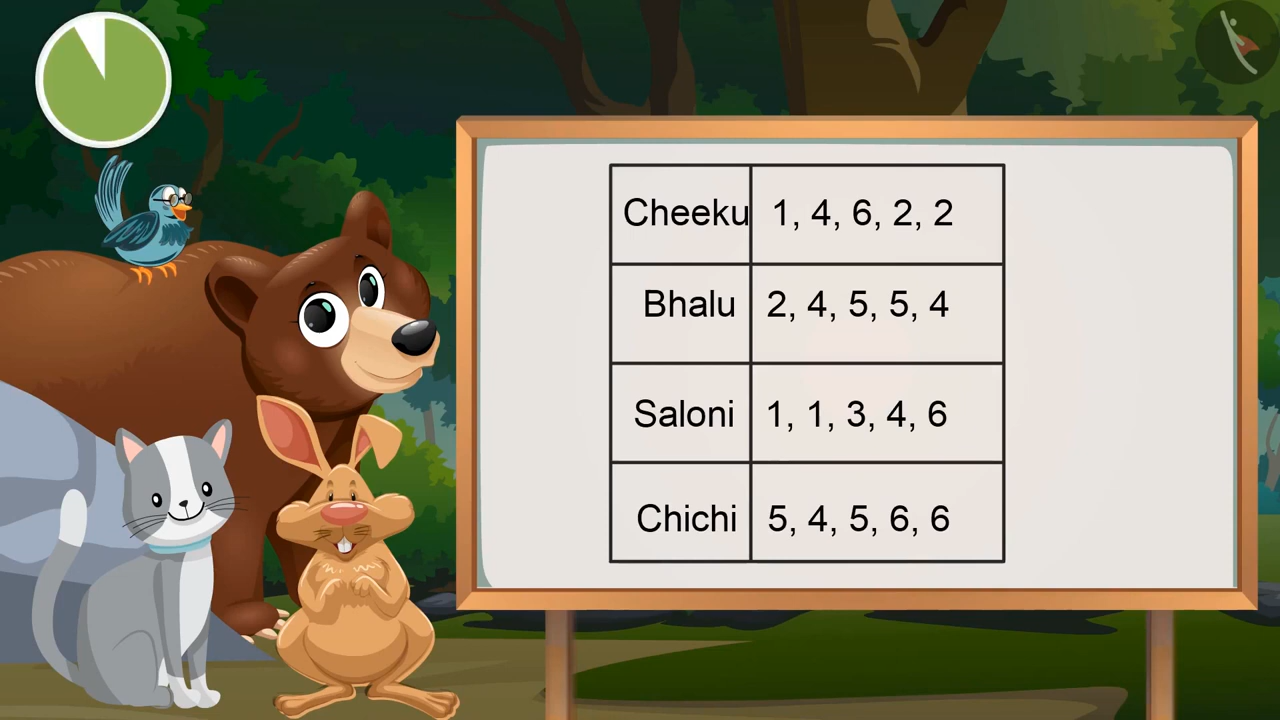 Cheeku 1, 4, 6, 2, 2
Bhalu 2, 4, 5, 5, 4
Saloni 1, 1, 3, 4, 6
Chichi 5, 4, 5, 6, 6